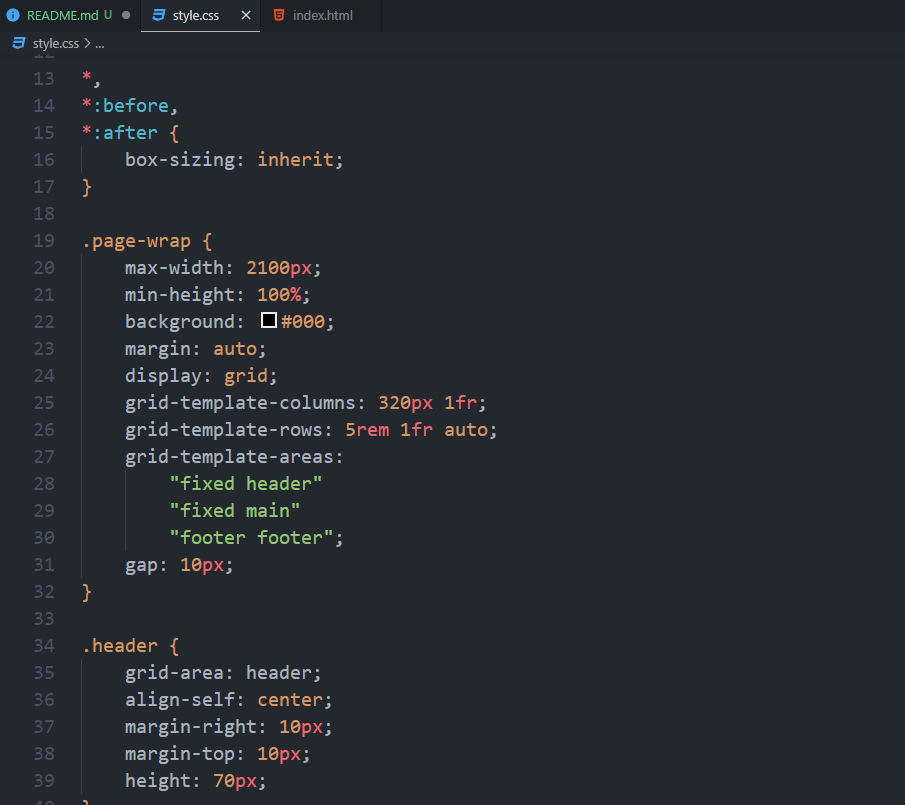 README.md U
style.css
index.html
style.css > ...
12
13 *,
14 *:before,
15 *:after {
16 box-sizing: inherit;
17 }
18
19 .page-wrap {
20 max-width: 2100px;
21 min-height: 100%;
22 background: #000;
23 margin: auto;
24 display: grid;
25 grid-template-columns: 320px 1fr;
26 grid-template-rows: 5rem 1fr auto;
27 grid-template-areas:
28 "fixed header"
29 "fixed main"
30 "footer footer";
31 gap: 10px;
32 }
33
34 .header {
35 grid-area: header;
36 align-self: center;
37 margin-right: 10px;
38 margin-top: 10px;
39 height: 70px;
40 }